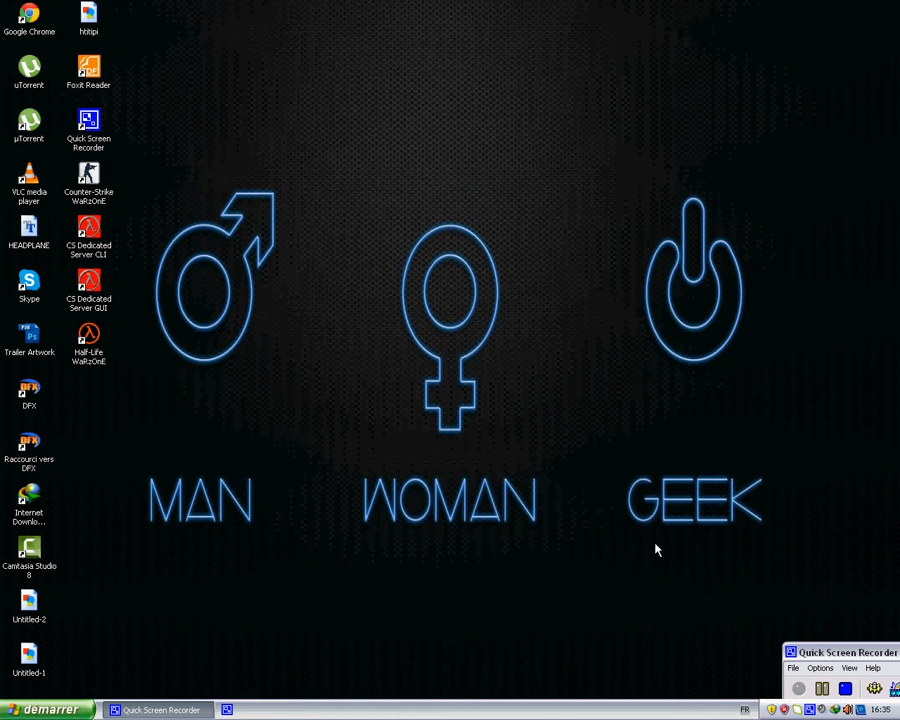 Google Chrome
htitipi
uTorrent
Foxit Reader
µTorrent
Quick Screen
Recorder
VLC media
player
Counter-Strike
WaRzOnE
HEADPLANE
CS Dedicated
Server CLI
Skype
CS Dedicated
Server GUI
Trailer Artwork
Half-Life
WaRzOnE
DFX
Raccourci vers
DFX
Internet
Downlo...
Camtasia Studio
8
Untitled-2
Untitled-1
MAN
WOMAN
GEEK
Quick Screen Recorder
File Options View Help
démarrer
Quick Screen Recorder
FR
16:35